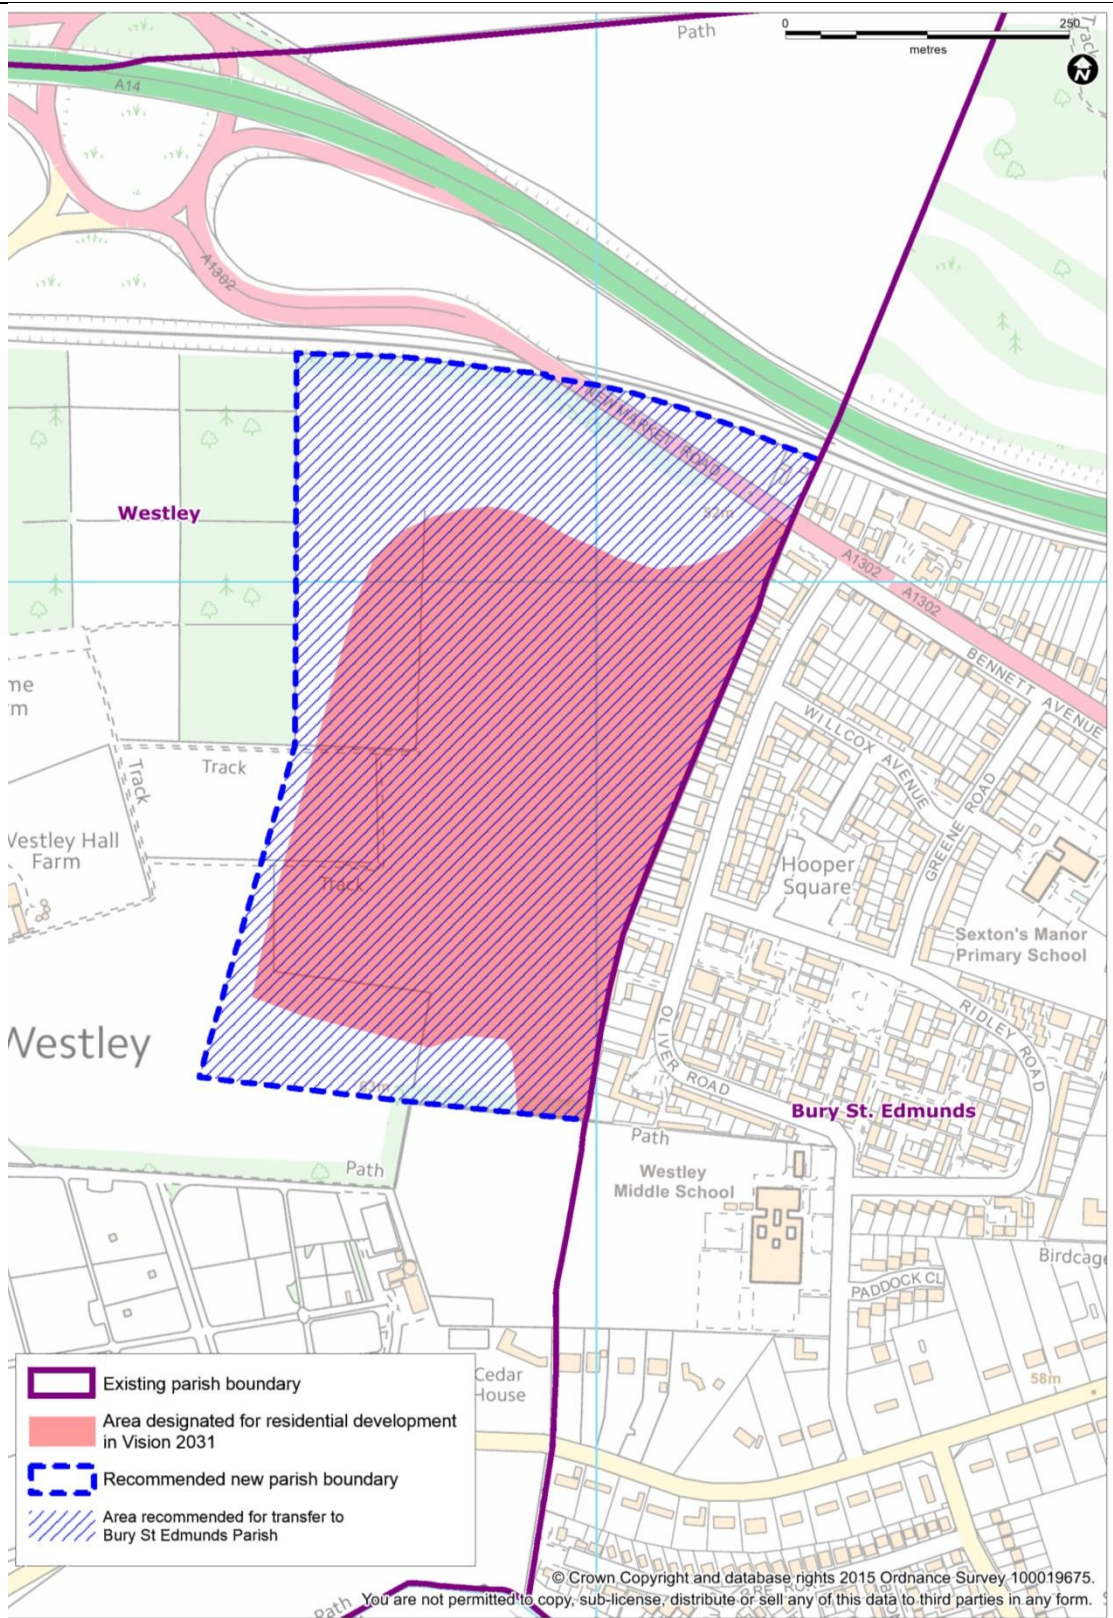 Path
0
250
metres
Track
N
A14
A1302
NEWMARKET ROAD
Westley
52m
A1302
A1302
BENNETT AVENUE
WILLCOX AVENUE
GREENE ROAD
Track
Track
Hooper
Square
Westley Hall
Farm
Track
Sexton's Manor
Primary School
Westley
OLIVER ROAD
RIDLEY ROAD
63m
Bury St. Edmunds
Path
Path
Westley
Middle School
Birdcage
PADDOCK CL
Cedar
House
58m
Existing parish boundary
Area designated for residential development
in Vision 2031
Recommended new parish boundary
Area recommended for transfer to
Bury St Edmunds Parish
© Crown Copyright and database rights 2015 Ordnance Survey 100019675.
You are not permitted to copy, sub-license, distribute or sell any of this data to third parties in any form.
Path